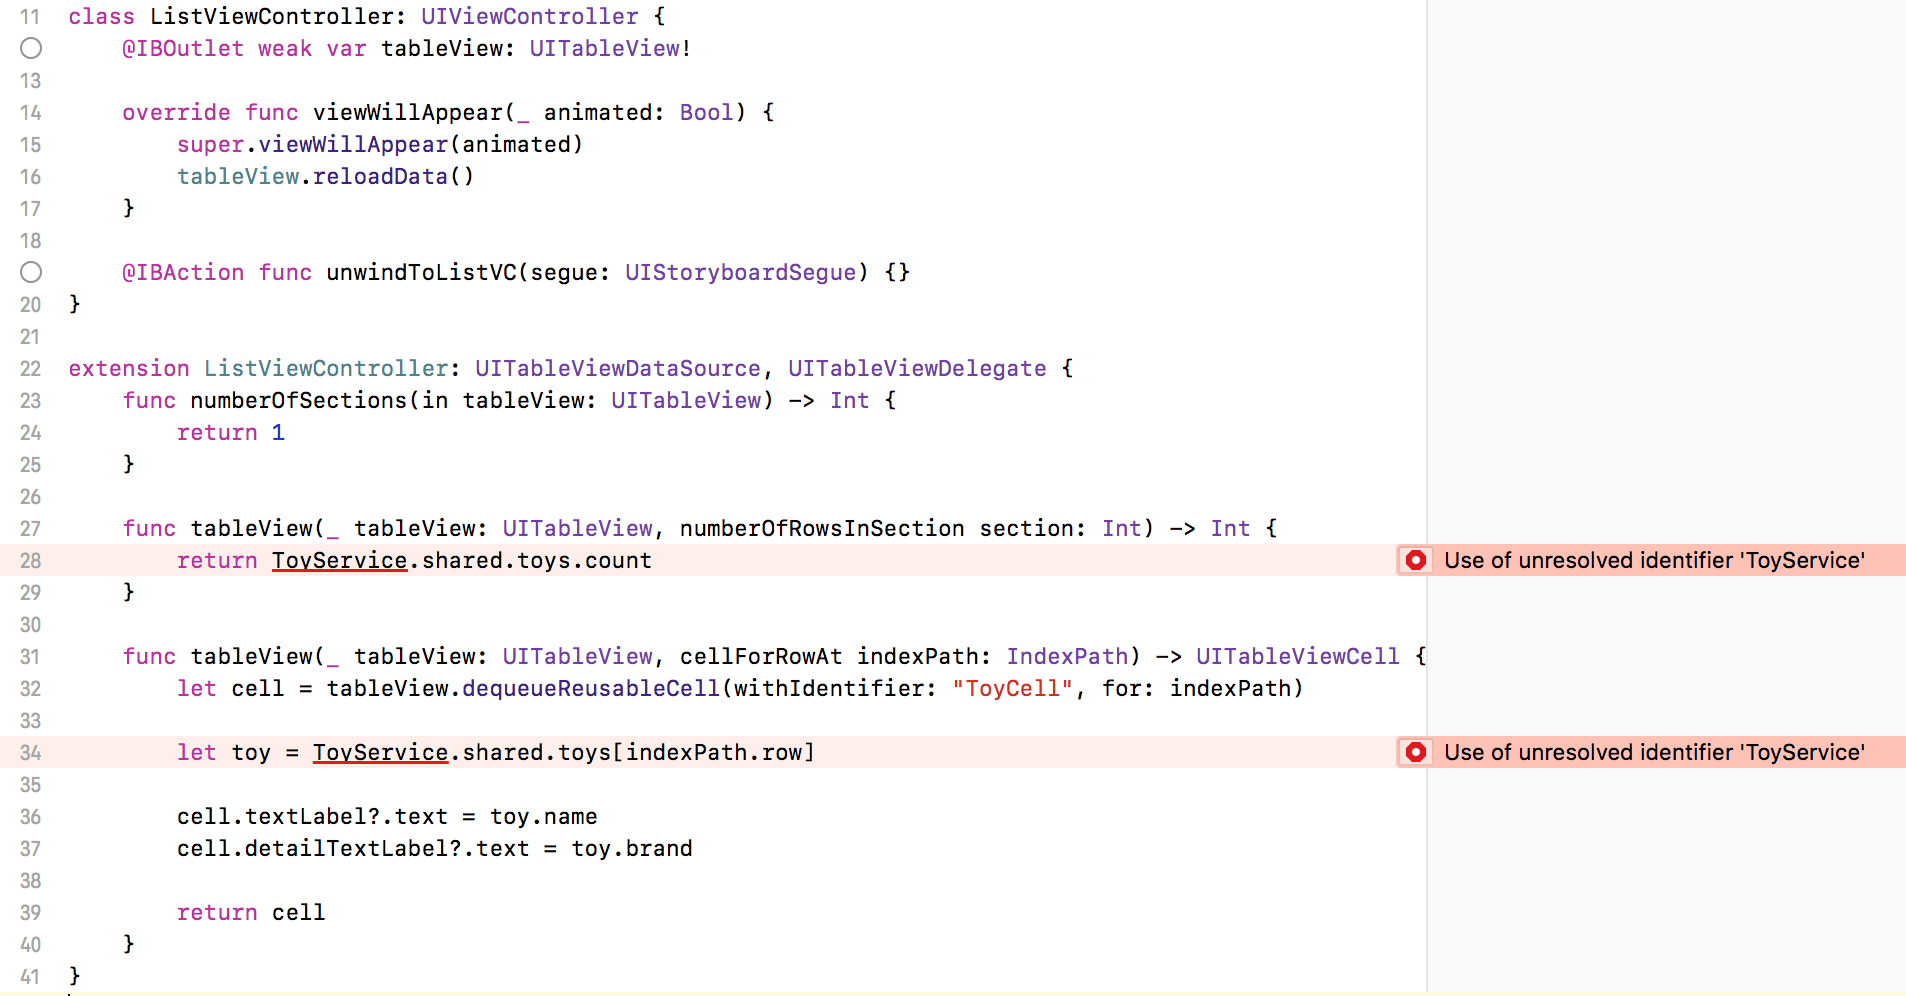 11 class ListViewController: UIViewController {
@IBOutlet weak var tableView: UITableView!
13
14 override func viewWillAppear(_ animated: Bool) {
15 super.viewWillAppear(animated)
16 tableView.reloadData()
17 }
18
@IBAction func unwindToListVC(segue: UIStoryboardSegue) {}
20 }
21
22 extension ListViewController: UITableViewDataSource, UITableViewDelegate {
23 func numberOfSections(in tableView: UITableView) -> Int {
24 return 1
25 }
26
27 func tableView(_ tableView: UITableView, numberOfRowsInSection section: Int) -> Int {
28 return ToyService.shared.toys.count Use of unresolved identifier 'ToyService'
29 }
30
31 func tableView(_ tableView: UITableView, cellForRowAt indexPath: IndexPath) -> UITableViewCell {
32 let cell = tableView.dequeueReusableCell(withIdentifier: "ToyCell", for: indexPath)
33
34 let toy = ToyService.shared.toys[indexPath.row] Use of unresolved identifier 'ToyService'
35
36 cell.textLabel?.text = toy.name
37 cell.detailTextLabel?.text = toy.brand
38
39 return cell
40 }
41 }